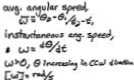 avg. angular speed,
ω̄ = θ₂-θ₁/t₂-t₁
instantaneous ang. speed,
ω = dθ/dt
ω>0, θ increasing in CCW direction
[ω] = rad/s